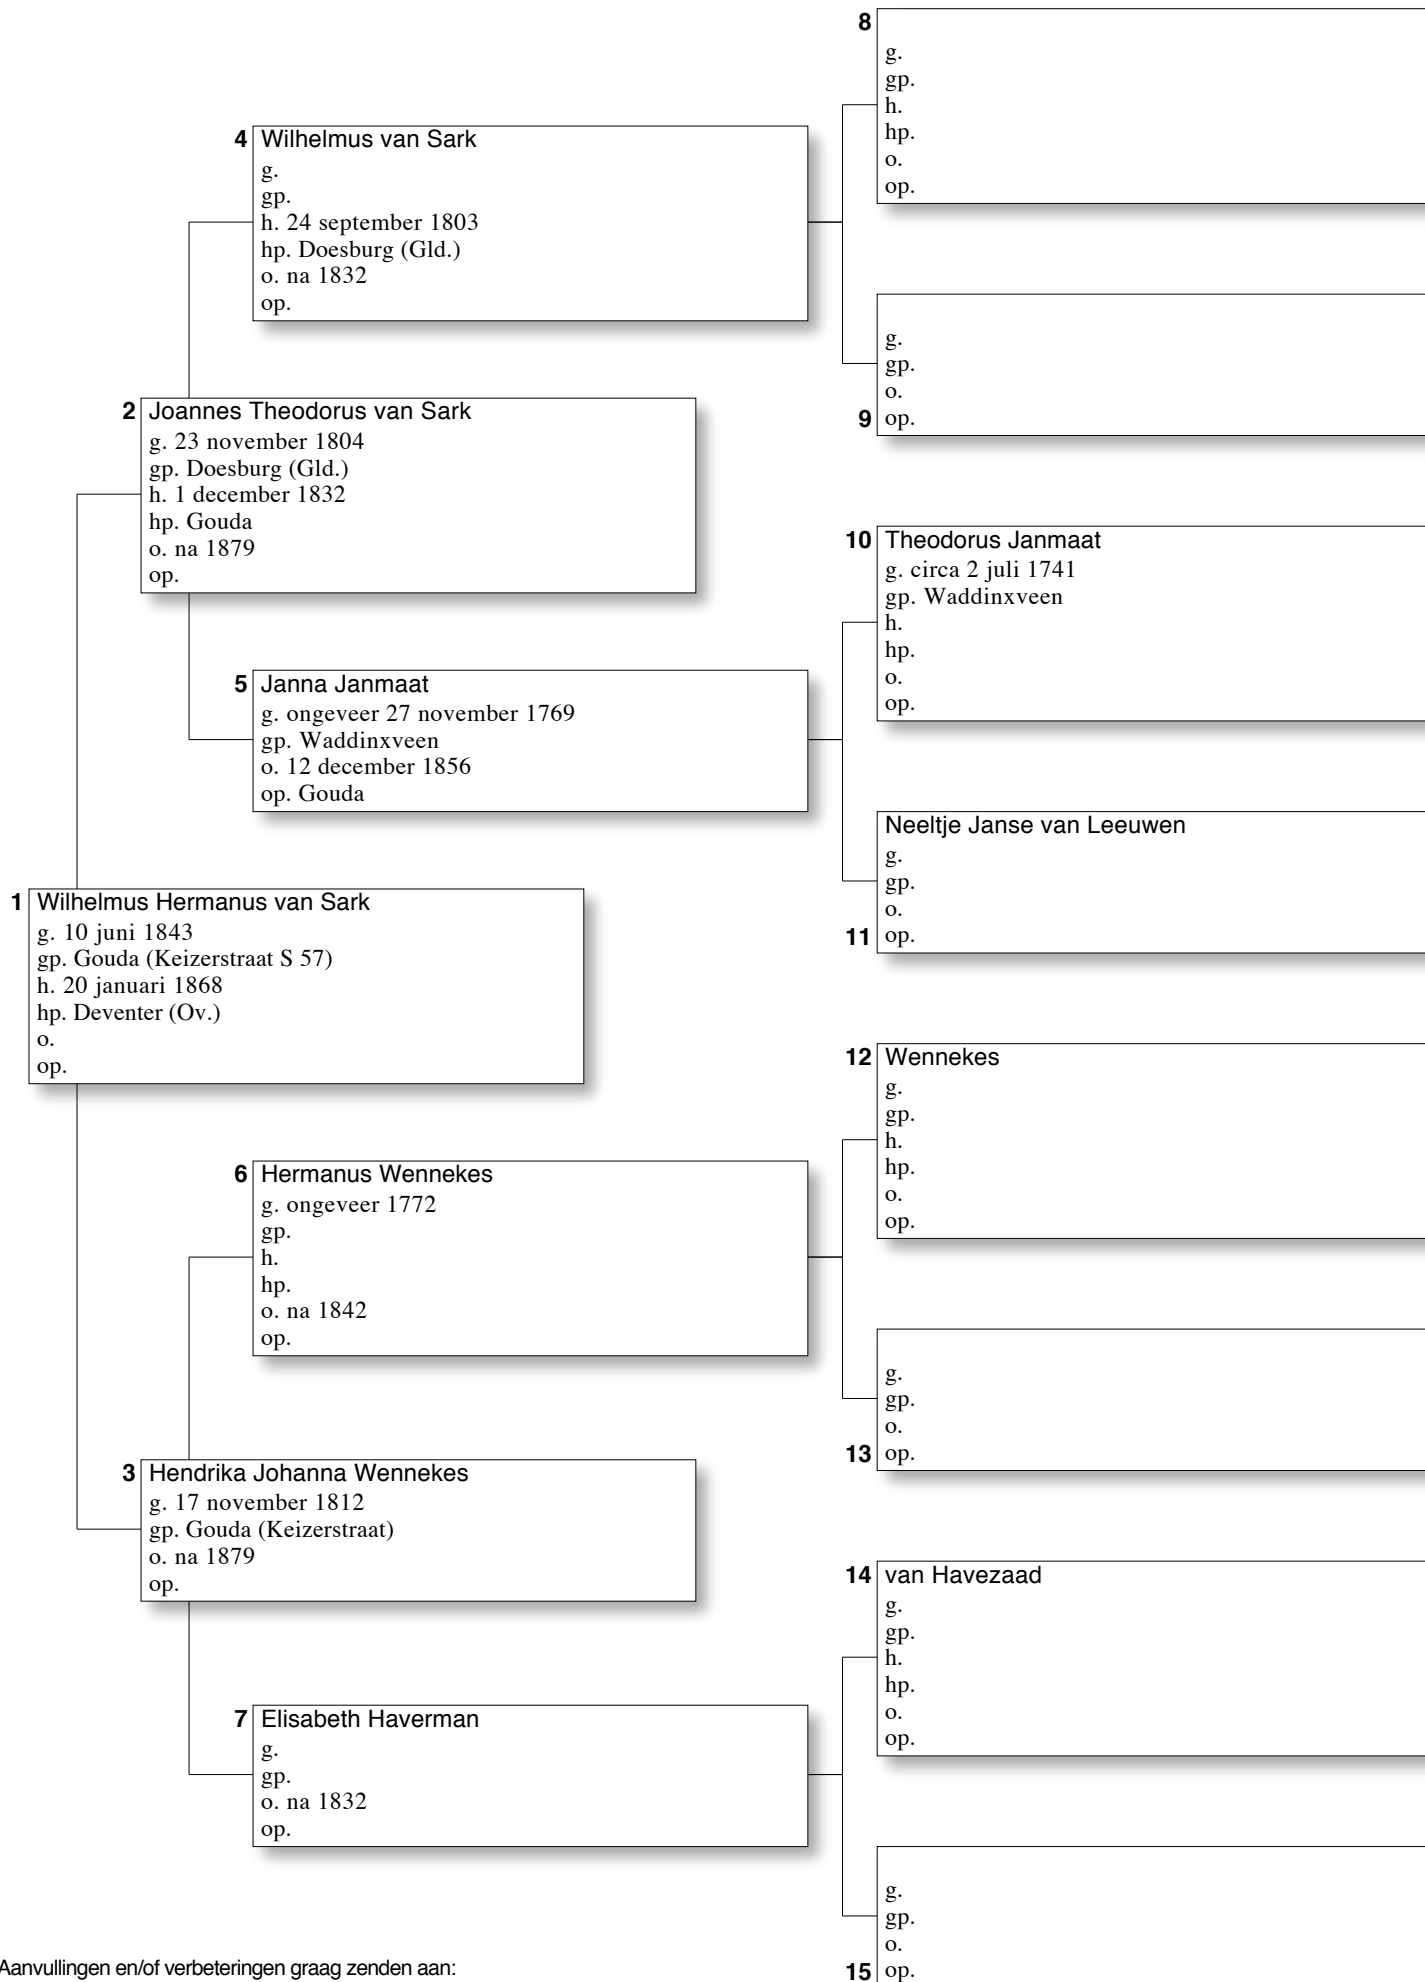 8
g.
gp.
h.
hp.
o.
op.
4 Wilhelmus van Sark
g.
gp.
h. 24 september 1803
hp. Doesburg (Gld.)
o. na 1832
op.
g.
gp.
o.
9 op.
2 Joannes Theodorus van Sark
g. 23 november 1804
gp. Doesburg (Gld.)
h. 1 december 1832
hp. Gouda
o. na 1879
op.
10 Theodorus Janmaat
g. circa 2 juli 1741
gp. Waddinxveen
h.
hp.
o.
op.
5 Janna Janmaat
g. ongeveer 27 november 1769
gp. Waddinxveen
o. 12 december 1856
op. Gouda
Neeltje Janse van Leeuwen
g.
gp.
o.
11 op.
1 Wilhelmus Hermanus van Sark
g. 10 juni 1843
gp. Gouda (Keizerstraat S 57)
h. 20 januari 1868
hp. Deventer (Ov.)
o.
op.
12 Wennekes
g.
gp.
h.
hp.
o.
op.
6 Hermanus Wennekes
g. ongeveer 1772
gp.
h.
hp.
o. na 1842
op.
g.
gp.
o.
13 op.
3 Hendrika Johanna Wennekes
g. 17 november 1812
gp. Gouda (Keizerstraat)
o. na 1879
op.
14 van Havezaad
g.
gp.
h.
hp.
o.
op.
7 Elisabeth Haverman
g.
gp.
o. na 1832
op.
g.
gp.
o.
15 op.
Aanvullingen en/of verbeteringen graag zenden aan: